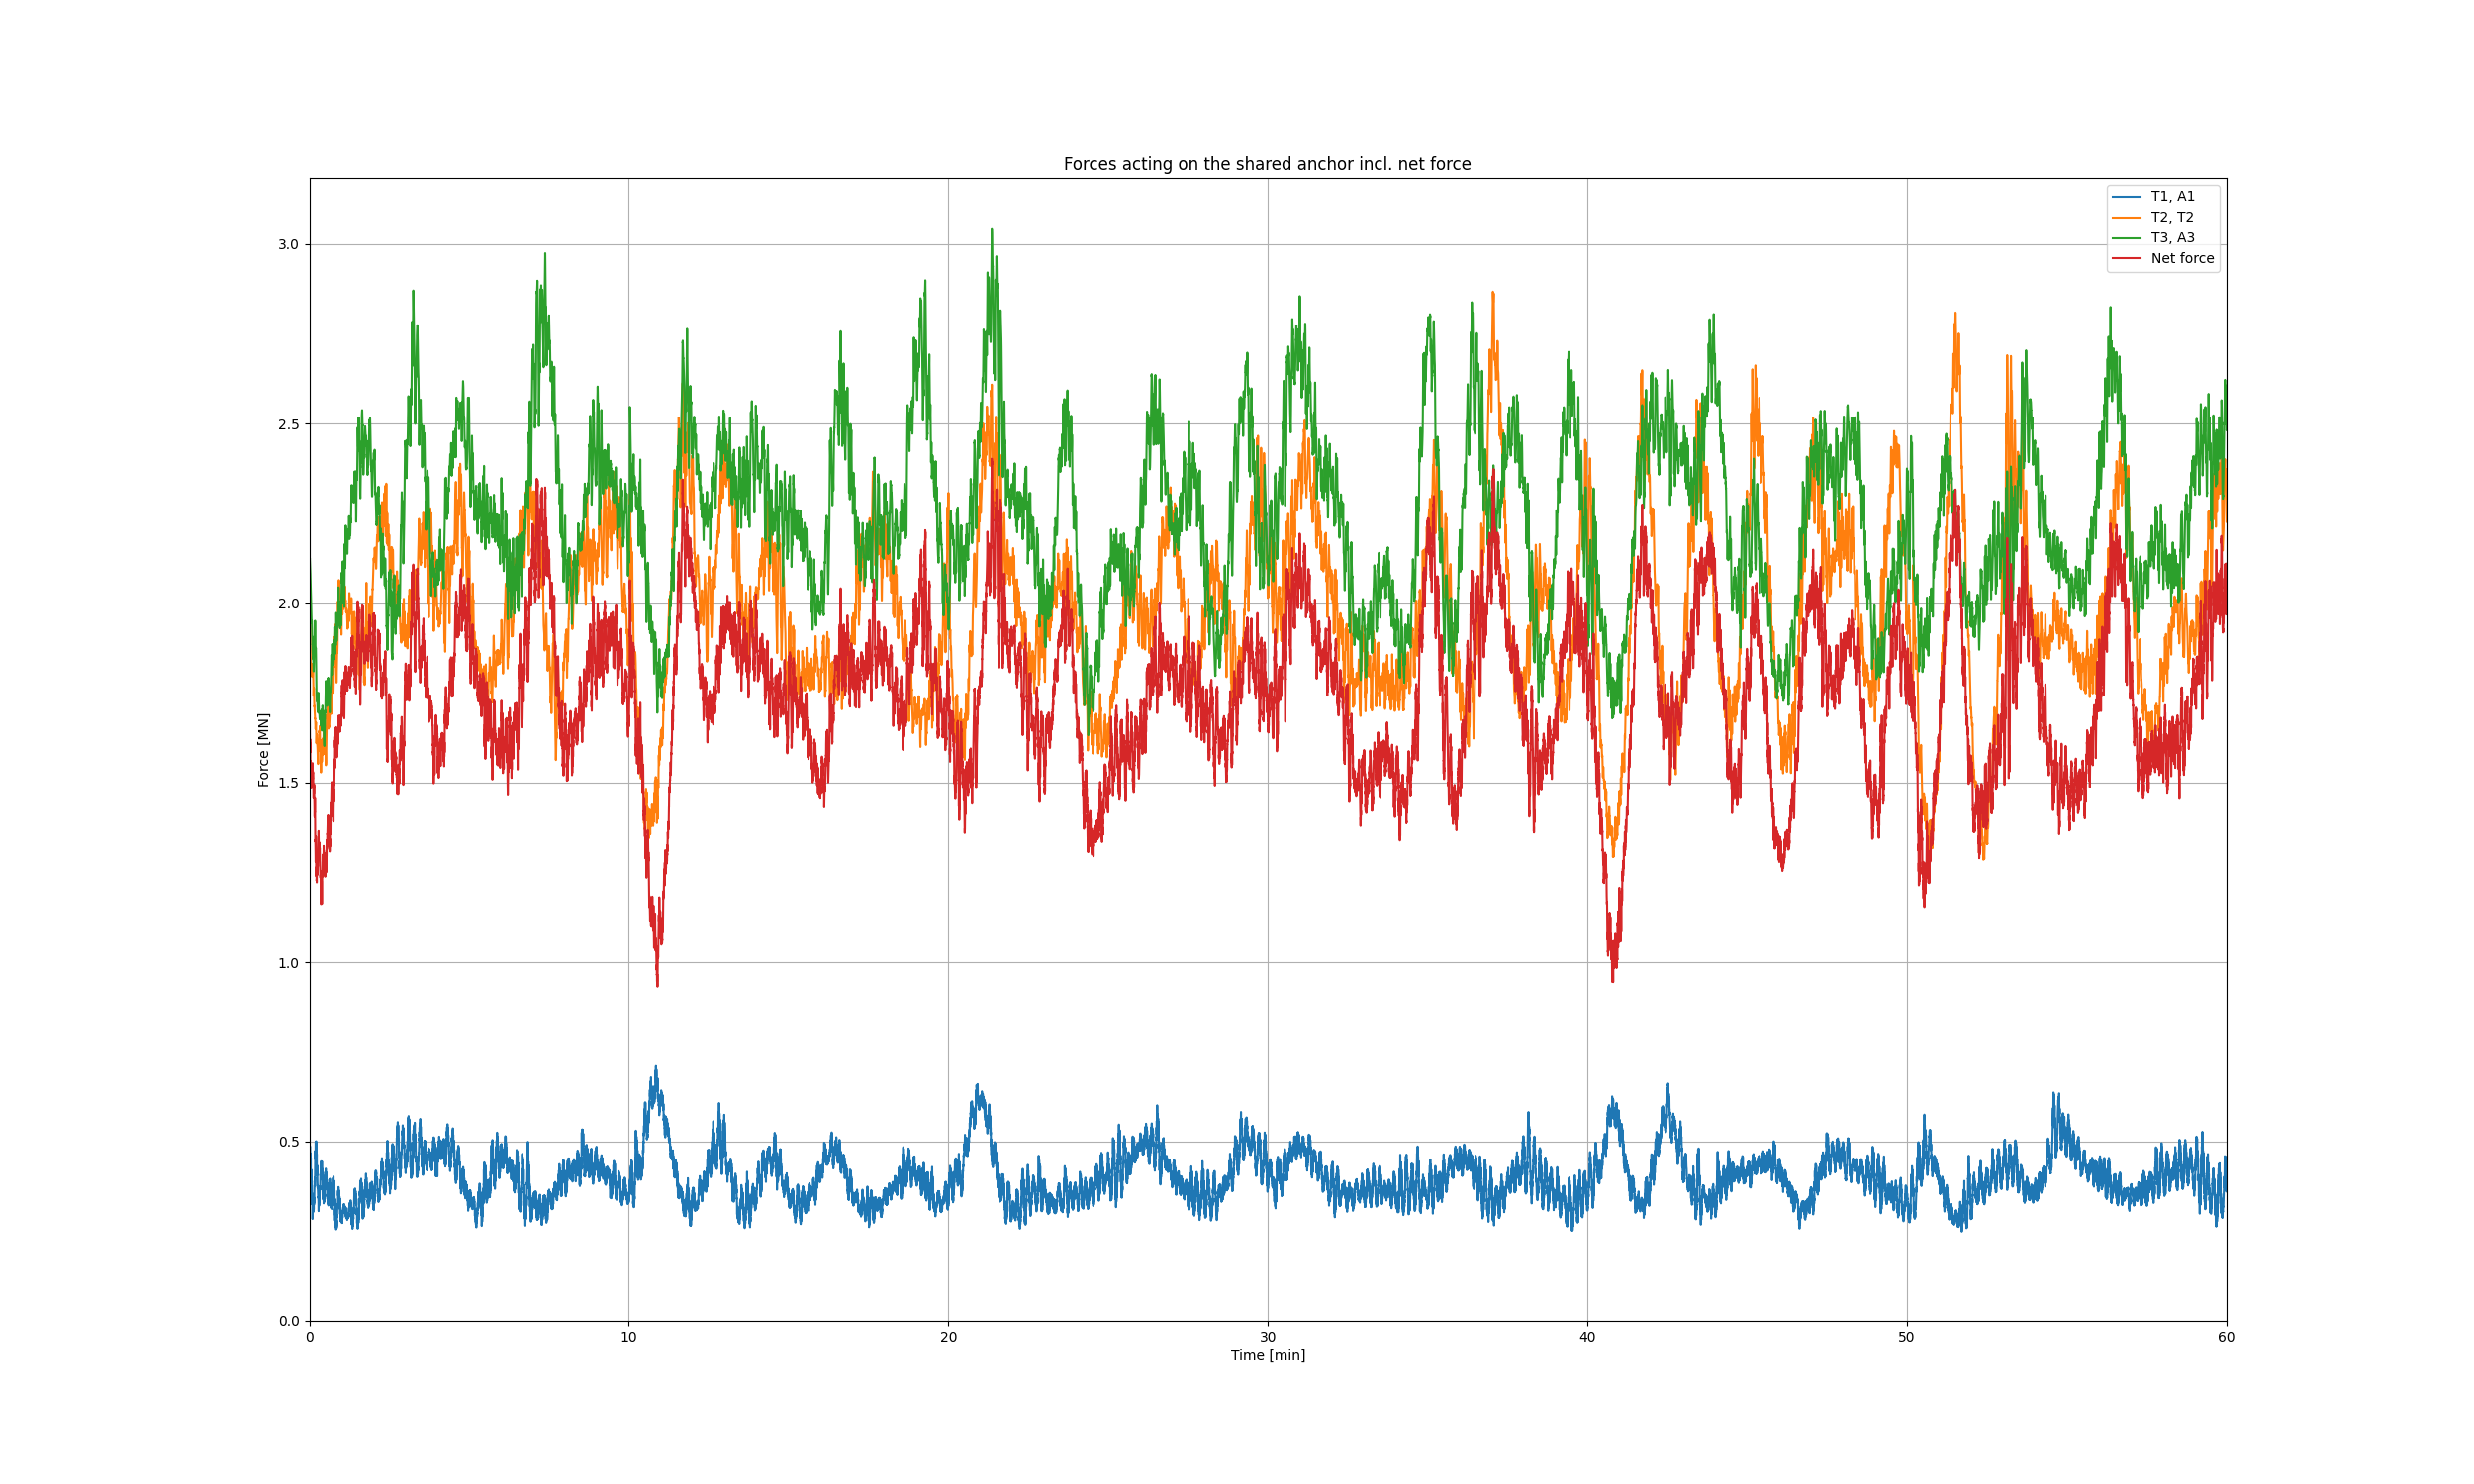 Forces acting on the shared anchor incl. net force
T1, A1
T2, T2
T3, A3
Net force
3.0
2.5
2.0
1.5
1.0
0.5
0.0
Force [MN]
0 10 20 30 40 50 60
Time [min]